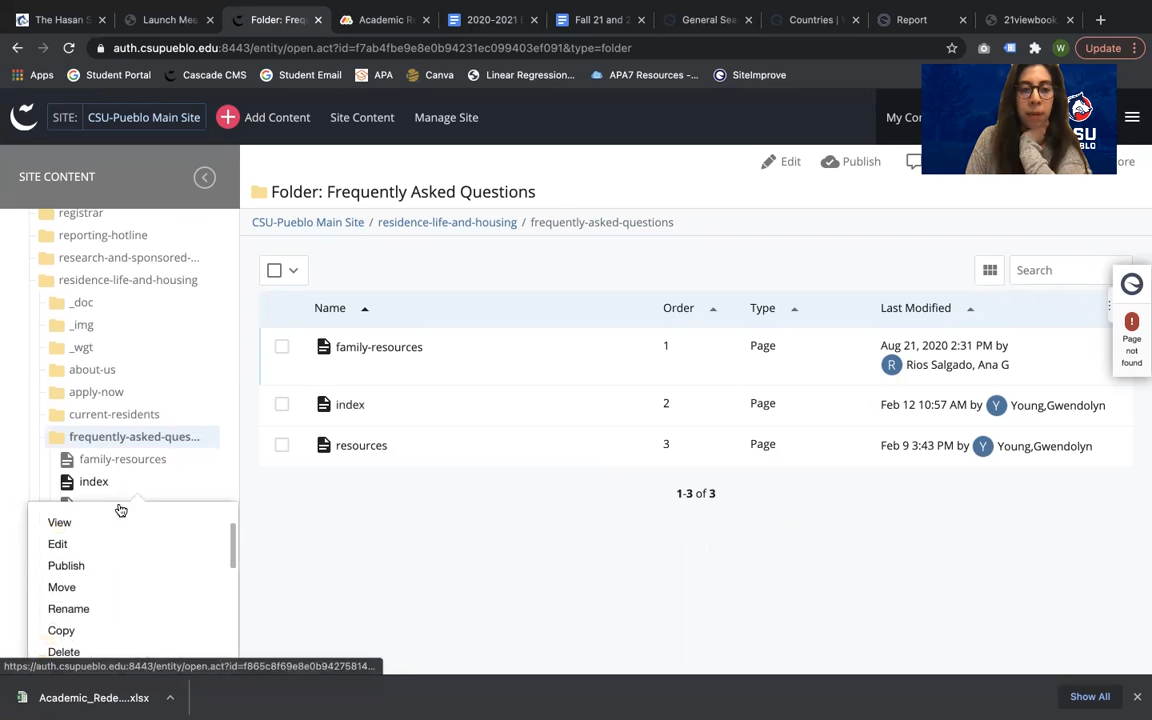 The Hasan S
Launch Mee
Folder: Freq
Academic R
2020-2021 E
Fall 21 and 2
General Sea
Countries | V
Report
21viewbook.
auth.csupueblo.edu:8443/entity/open.act?id=f7ab4fbe9e8e0b94231ec099403ef091&type=folder
W
Update
Apps
Student Portal
Cascade CMS
Student Email
APA
Canva
Linear Regression...
APA7 Resources -...
SiteImprove
SITE: CSU-Pueblo Main Site
Add Content
Site Content
Manage Site
My Co
SITE CONTENT
Edit
Publish
ore
Folder: Frequently Asked Questions
CSU-Pueblo Main Site / residence-life-and-housing / frequently-asked-questions
registrar
reporting-hotline
research-and-sponsored-...
residence-life-and-housing
_doc
_img
_wgt
about-us
apply-now
current-residents
frequently-asked-ques...
family-resources
index
View
Edit
Publish
Move
Rename
Copy
Delete
Search
Name
Order
Type
Last Modified
family-resources
1
Page
Aug 21, 2020 2:31 PM by
R Rios Salgado, Ana G
index
2
Page
Feb 12 10:57 AM by Y Young,Gwendolyn
resources
3
Page
Feb 9 3:43 PM by Y Young,Gwendolyn
1-3 of 3
Page
not
found
https://auth.csupueblo.edu:8443/entity/open.act?id=f865c8f69e8e0b94275814...
Academic_Rede....xlsx
Show All